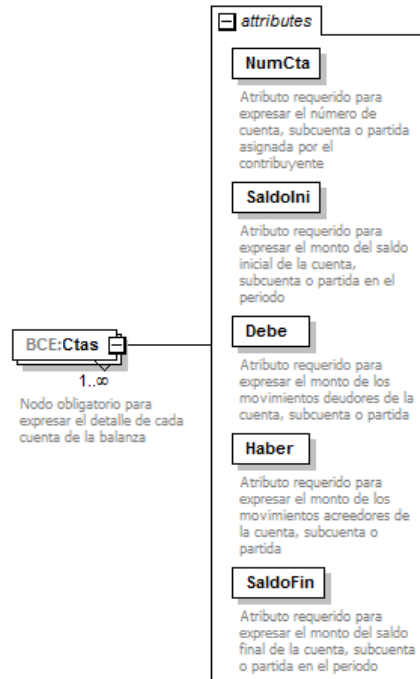 attributes
NumCta
Atributo requerido para
expresar el número de
cuenta, subcuenta o partida
asignada por el
contribuyente
SaldoIni
Atributo requerido para
expresar el monto del saldo
inicial de la cuenta,
subcuenta o partida en el
periodo
BCE:Ctas
1..∞
Nodo obligatorio para
expresar el detalle de cada
cuenta de la balanza
Debe
Atributo requerido para
expresar el monto de los
movimientos deudores de la
cuenta, subcuenta o partida
Haber
Atributo requerido para
expresar el monto de los
movimientos acreedores de
la cuenta, subcuenta o
partida
SaldoFin
Atributo requerido para
expresar el monto del saldo
final de la cuenta, subcuenta
o partida en el periodo